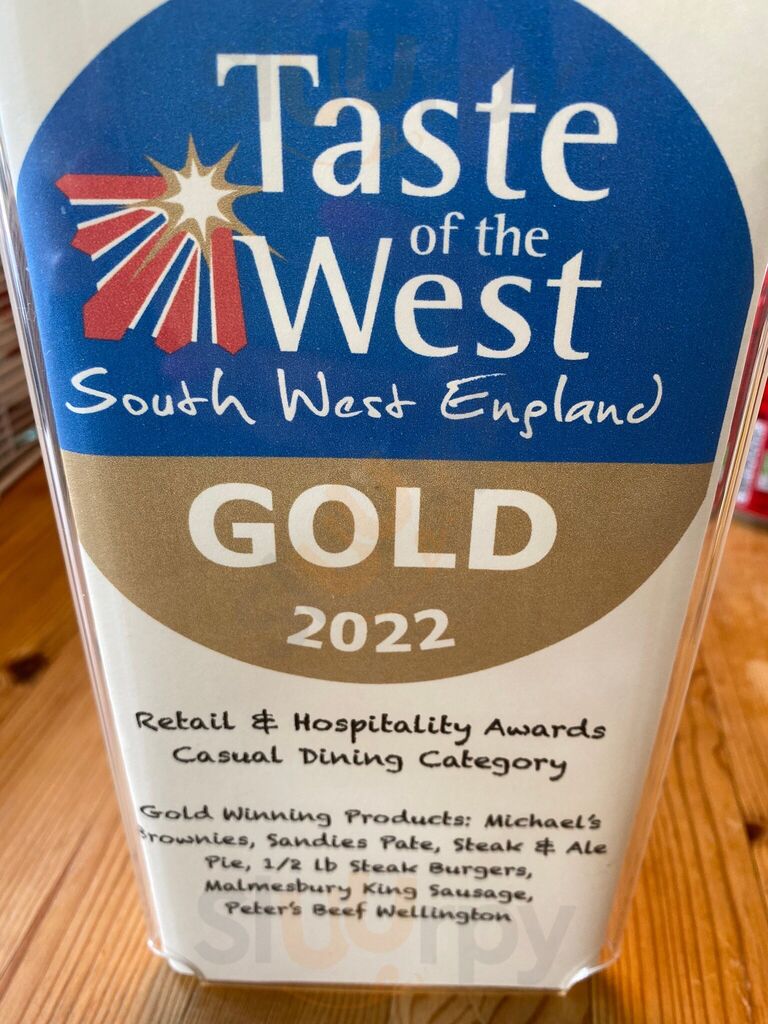 Taste
of the
West
South West England
GOLD
2022
Retail & Hospitality Awards
Casual Dining Category
Gold Winning Products: Michael's
Brownies, Sandies Pate, Steak & Ale
Pie, 1/2 lb Steak Burgers,
Malmesbury King Sausage,
Peter's Beef Wellington
Sluurpy